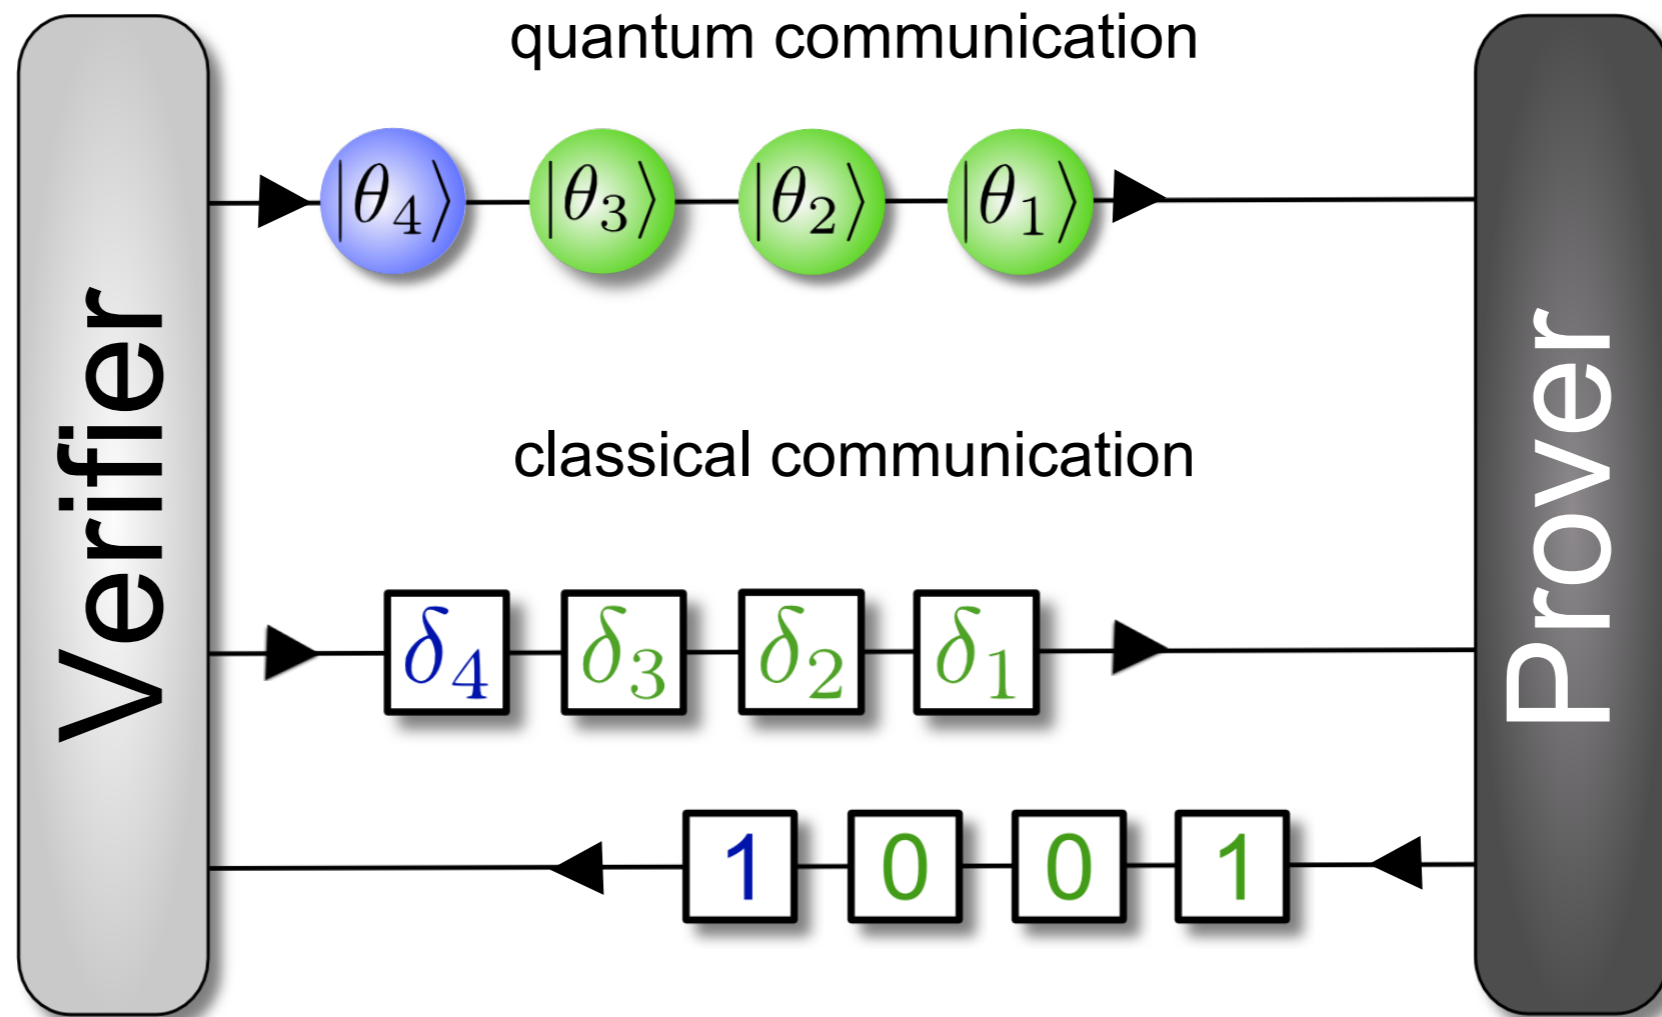 quantum communication
Verifier
|θ₄⟩ |θ₃⟩ |θ₂⟩ |θ₁⟩
Prover
classical communication
δ₄ δ₃ δ₂ δ₁
1 0 0 1